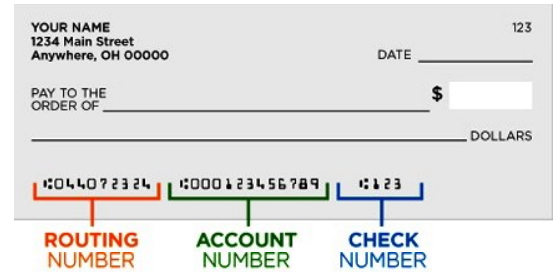 YOUR NAME 123
1234 Main Street
Anywhere, OH 00000
DATE
PAY TO THE
ORDER OF $
DOLLARS
⑆044072324 ⑆000123456789 ⑆123
ROUTING NUMBER
ACCOUNT NUMBER
CHECK NUMBER